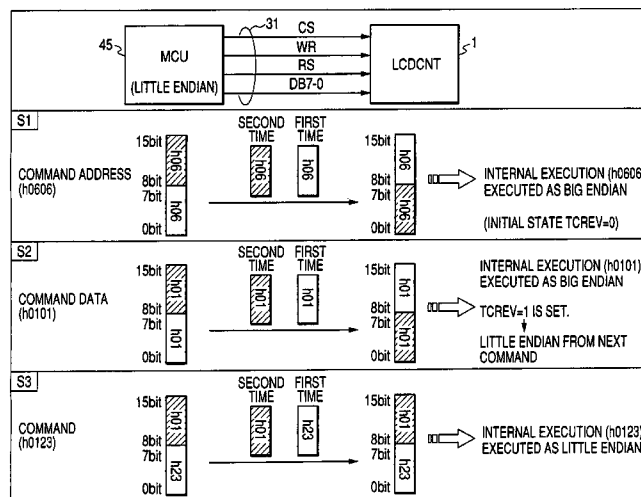 CS
31
45
1
WR
MCU
RS
LCDCNT
(LITTLE ENDIAN)
DB7-0
S1
SECOND TIME
FIRST TIME
15bit
15bit
COMMAND ADDRESS
(h0606)
h06
h06
h06
h06
8bit
7bit
8bit
7bit
h06
h06
0bit
0bit
INTERNAL EXECUTION (h0606)
EXECUTED AS BIG ENDIAN
(INITIAL STATE TCREV=0)
S2
SECOND TIME
FIRST TIME
15bit
15bit
COMMAND DATA
(h0101)
h01
h01
h01
h01
8bit
7bit
8bit
7bit
h01
h01
0bit
0bit
INTERNAL EXECUTION (h0101)
EXECUTED AS BIG ENDIAN
TCREV=1 IS SET.
LITTLE ENDIAN FROM NEXT
COMMAND
S3
SECOND TIME
FIRST TIME
15bit
15bit
COMMAND
(h0123)
h01
h01
h23
h01
8bit
7bit
8bit
7bit
h23
h23
0bit
0bit
INTERNAL EXECUTION (h0123)
EXECUTED AS LITTLE ENDIAN